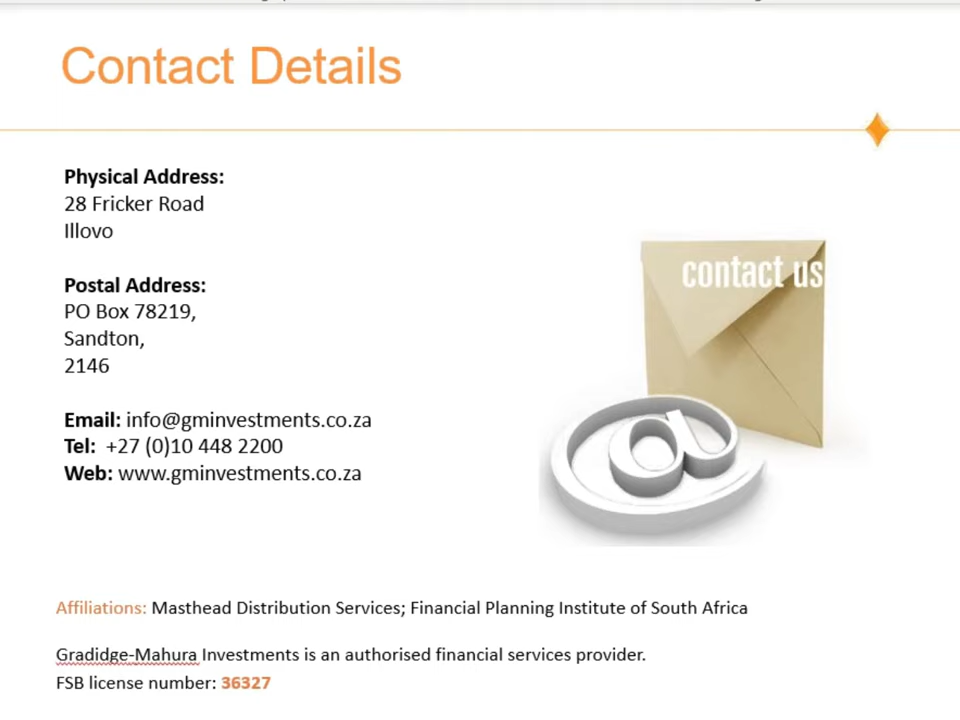 Contact Details
Physical Address:
28 Fricker Road
Illovo
Postal Address:
PO Box 78219,
Sandton,
2146
Email: info@gminvestments.co.za
Tel: +27 (0)10 448 2200
Web: www.gminvestments.co.za
contact us
@
Affiliations: Masthead Distribution Services; Financial Planning Institute of South Africa
Gradidge-Mahura Investments is an authorised financial services provider.
FSB license number: 36327